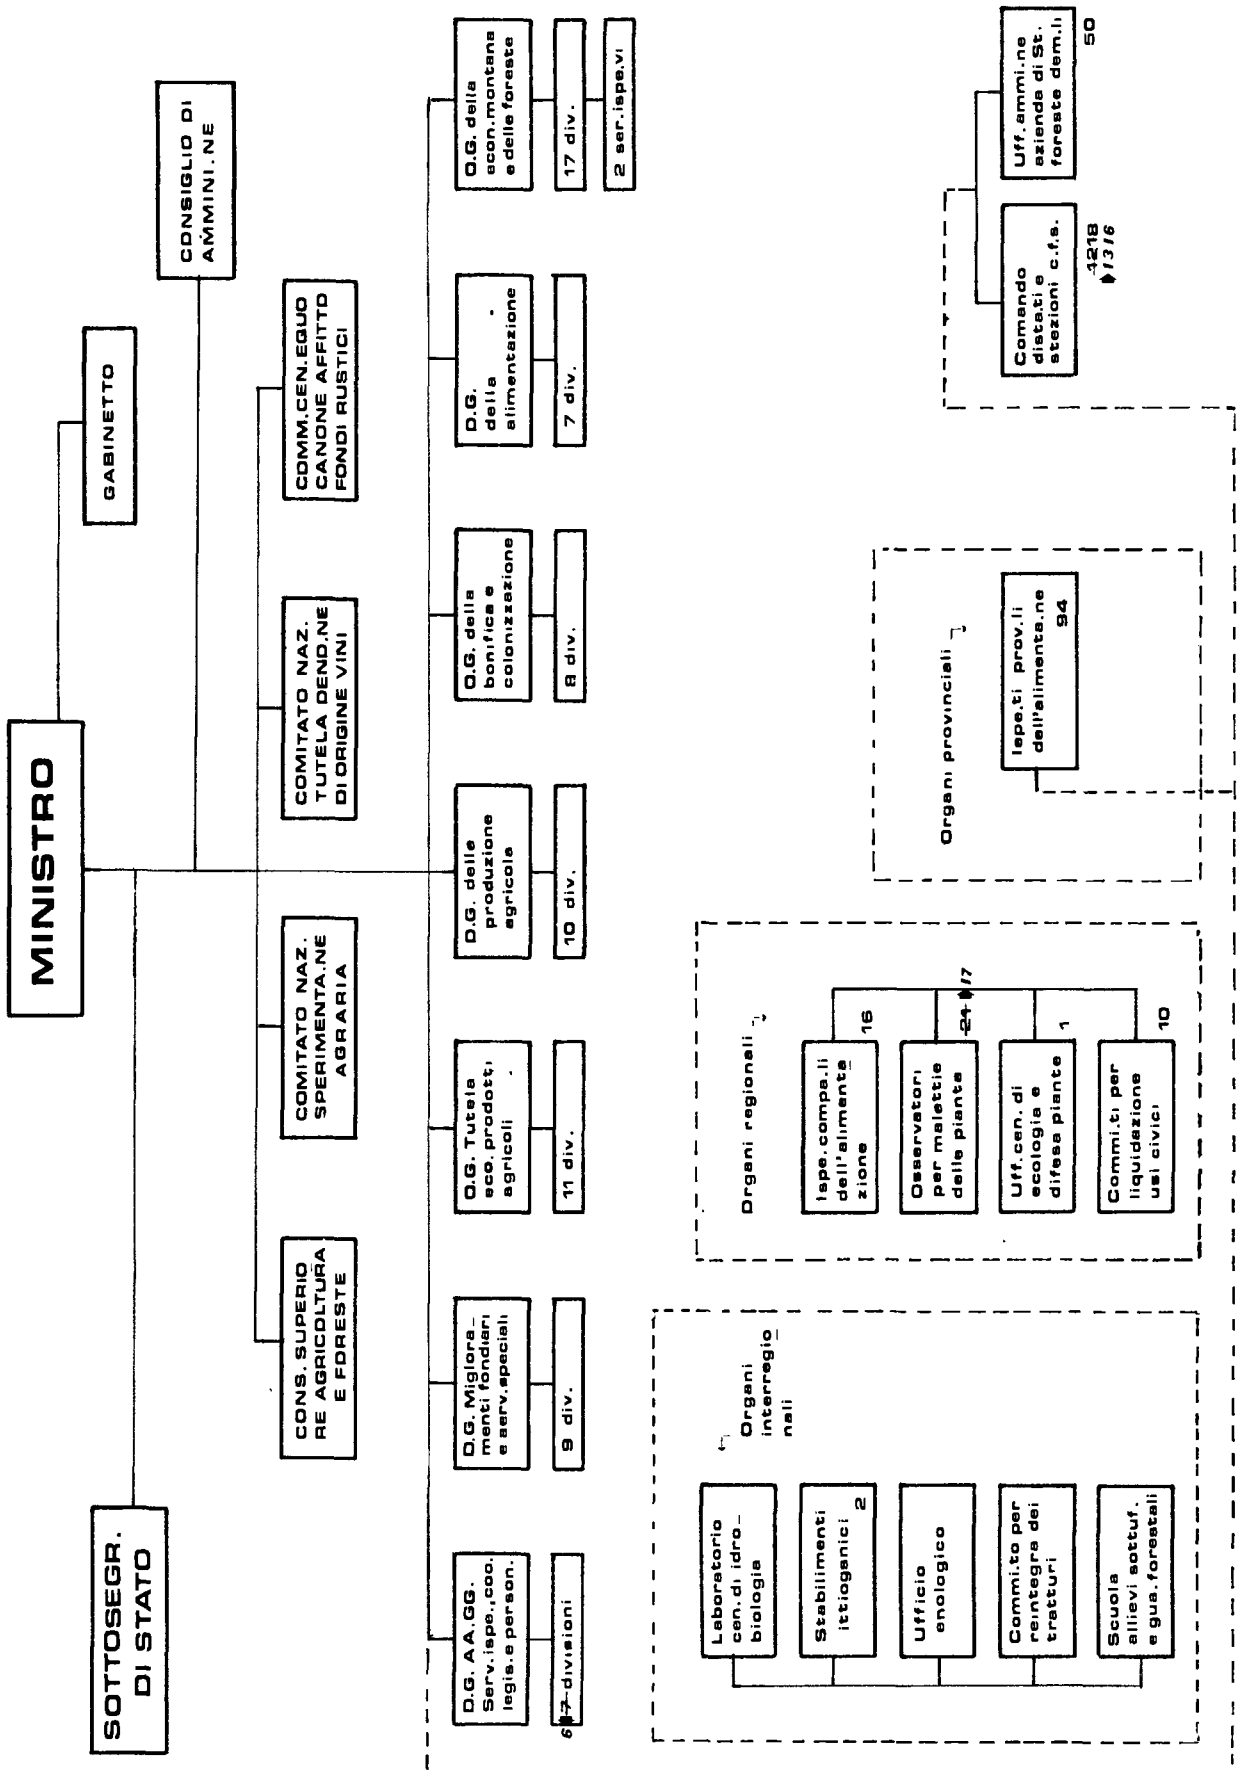 MINISTRO
SOTTOSEGR.
DI STATO
GABINETTO
CONSIGLIO DI
AMMINI.NE
CONS. SUPERIO
RE AGRICOLTURA
E FORESTE
COMITATO NAZ.
SPERIMENTA.NE
AGRARIA
COMITATO NAZ.
TUTELA DENO.NE
DI ORIGINE VINI
COMM.CEN.EQUO
CANONE AFFITTO
FONDI RUSTICI
D.G. AA.GG.
Serv.ispe.,coo.
legis.e person.
6 7 divisioni
D.G. Migliora_
menti fondiari
e serv.speciali
9 div.
D.G. Tutela
eco.prodotti
agricoli
11 div.
D.G. della
produzione
agricola
10 div.
D.G. della
bonifica e
colonizzazione
8 div.
D.G.
della
alimentazione
7 div.
D.G. della
econ.montana
e delle foreste
17 div.
2 ser.ispe.vi
Organi
interregio_
nali
Laboratorio
cen.di idro_
biologia
Stabilimenti
ittiogenici 2
Ufficio
enologico
Commi.to per
reintegra dei
tratturi
Scuola
allievi sottuf.
e gua.forestali
Organi regionali
Ispe.compa.li
dell'alimenta_
zione
16
Osservatori
per malattie
delle piante
21 17
Uff.cen.di
ecologia e
difesa piante
1
Commi.ti per
liquidazione
usi civici
10
Organi provinciali
Ispe.ti prov.li
dell'alimenta.ne
94
Comando
dista.ti e
stazioni c.f.s.
4218
1316
Uff.ammi.ne
azienda di St.
foreste dem.li
50